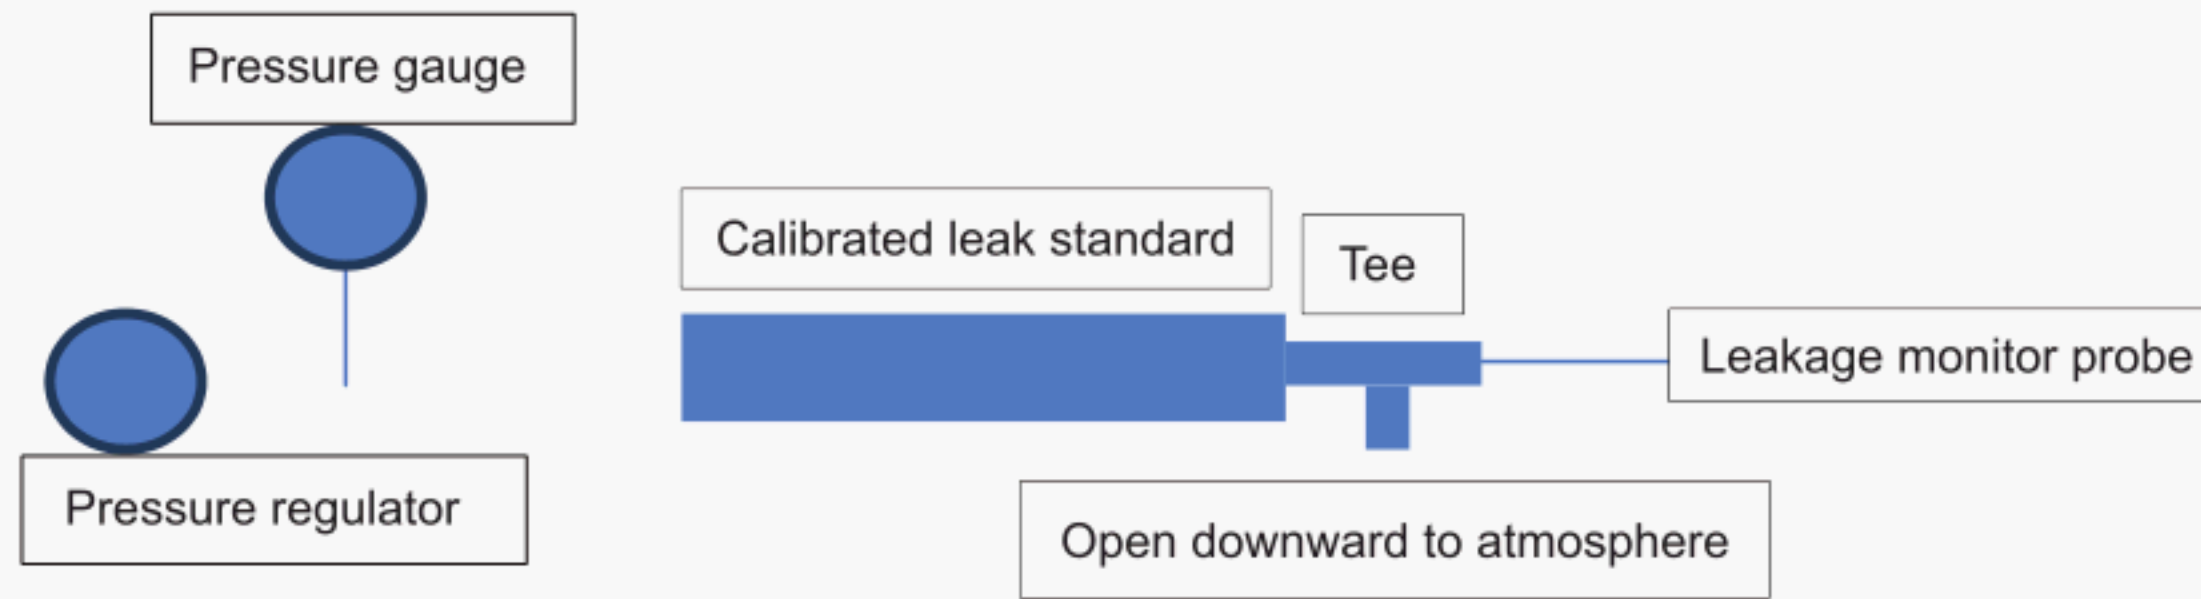 Pressure gauge
Calibrated leak standard
Tee
Leakage monitor probe
Pressure regulator
Open downward to atmosphere